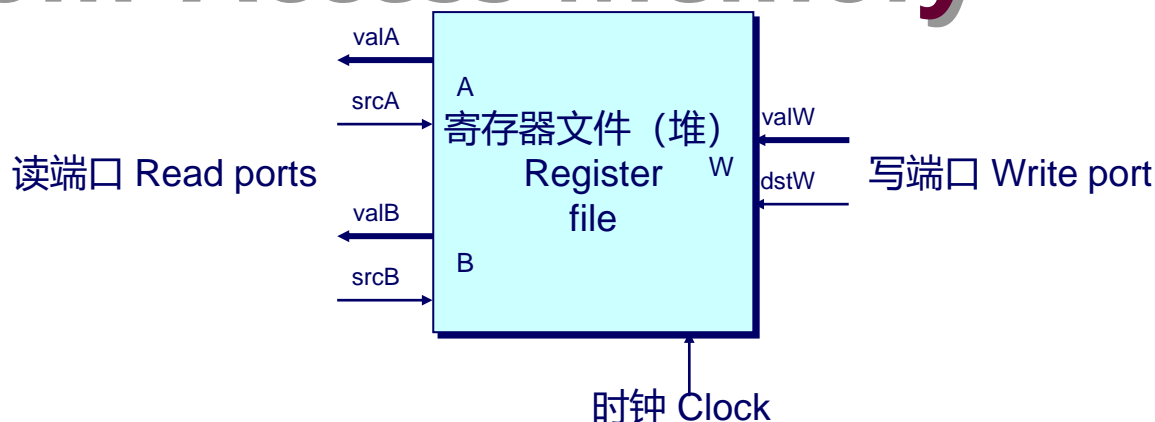 valA
A
srcA
寄存器文件（堆）
Register
file
valW
W
dstW
读端口 Read ports
写端口 Write port
valB
B
srcB
时钟 Clock